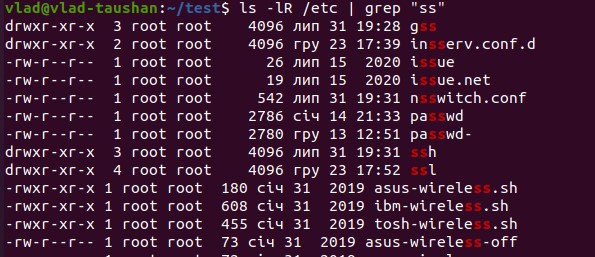 vlad@vlad-taushan:~/test$ ls -lR /etc | grep "ss"
drwxr-xr-x  3 root root    4096 лип 31 19:28 gss
drwxr-xr-x  2 root root    4096 гру 23 17:39 insserv.conf.d
-rw-r--r--  1 root root      26 лип 15  2020 issue
-rw-r--r--  1 root root      19 лип 15  2020 issue.net
-rw-r--r--  1 root root     542 лип 31 19:31 nsswitch.conf
-rw-r--r--  1 root root    2786 січ 14 21:33 passwd
-rw-r--r--  1 root root    2780 гру 13 12:51 passwd-
drwxr-xr-x  3 root root    4096 лип 31 19:31 ssh
drwxr-xr-x  4 root root    4096 гру 23 17:52 ssl
-rwxr-xr-x 1 root root  180 січ 31  2019 asus-wireless.sh
-rwxr-xr-x 1 root root  608 січ 31  2019 ibm-wireless.sh
-rwxr-xr-x 1 root root  455 січ 31  2019 tosh-wireless.sh
-rw-r--r-- 1 root root  73 січ 31  2019 asus-wireless-off